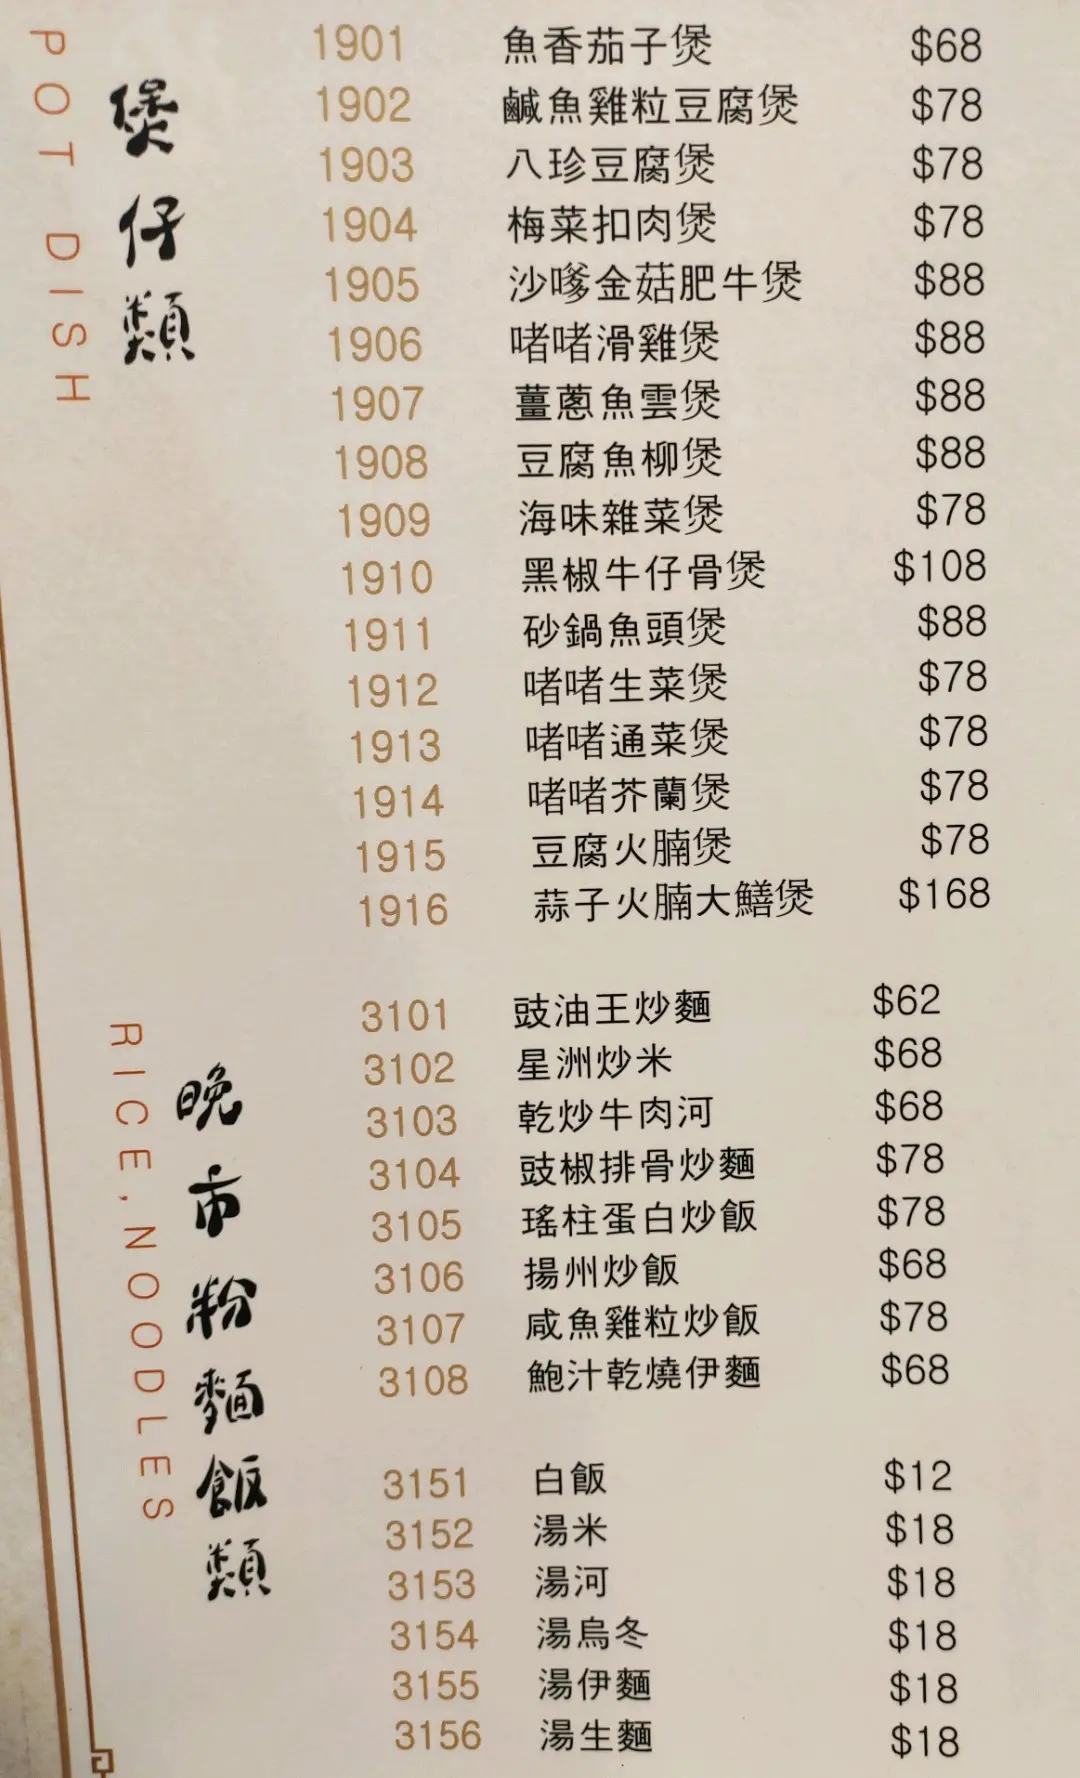 POT DISH
煲仔類
1901 魚香茄子煲 $68
1902 鹹魚雞粒豆腐煲 $78
1903 八珍豆腐煲 $78
1904 梅菜扣肉煲 $78
1905 沙嗲金菇肥牛煲 $88
1906 啫啫滑雞煲 $88
1907 薑蔥魚雲煲 $88
1908 豆腐魚柳煲 $88
1909 海味雜菜煲 $78
1910 黑椒牛仔骨煲 $108
1911 砂鍋魚頭煲 $88
1912 啫啫生菜煲 $78
1913 啫啫通菜煲 $78
1914 啫啫芥蘭煲 $78
1915 豆腐火腩煲 $78
1916 蒜子火腩大鱔煲 $168
RICE,NOODLES
晚市粉麵飯類
3101 豉油王炒麵 $62
3102 星洲炒米 $68
3103 乾炒牛肉河 $68
3104 豉椒排骨炒麵 $78
3105 瑤柱蛋白炒飯 $78
3106 揚州炒飯 $68
3107 咸魚雞粒炒飯 $78
3108 鮑汁乾燒伊麵 $68
3151 白飯 $12
3152 湯米 $18
3153 湯河 $18
3154 湯烏冬 $18
3155 湯伊麵 $18
3156 湯生麵 $18